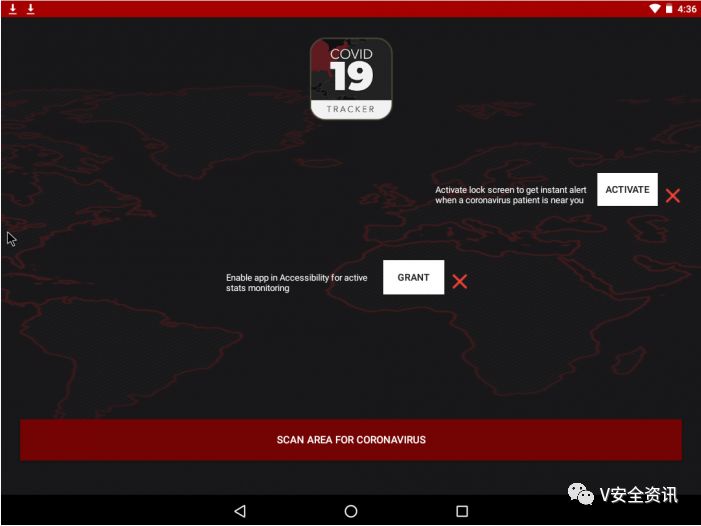 4:36
COVID
19
TRACKER
Activate lock screen to get instant alert
when a coronavirus patient is near you
ACTIVATE
Enable app in Accessibility for active
stats monitoring
GRANT
SCAN AREA FOR CORONAVIRUS
V安全资讯